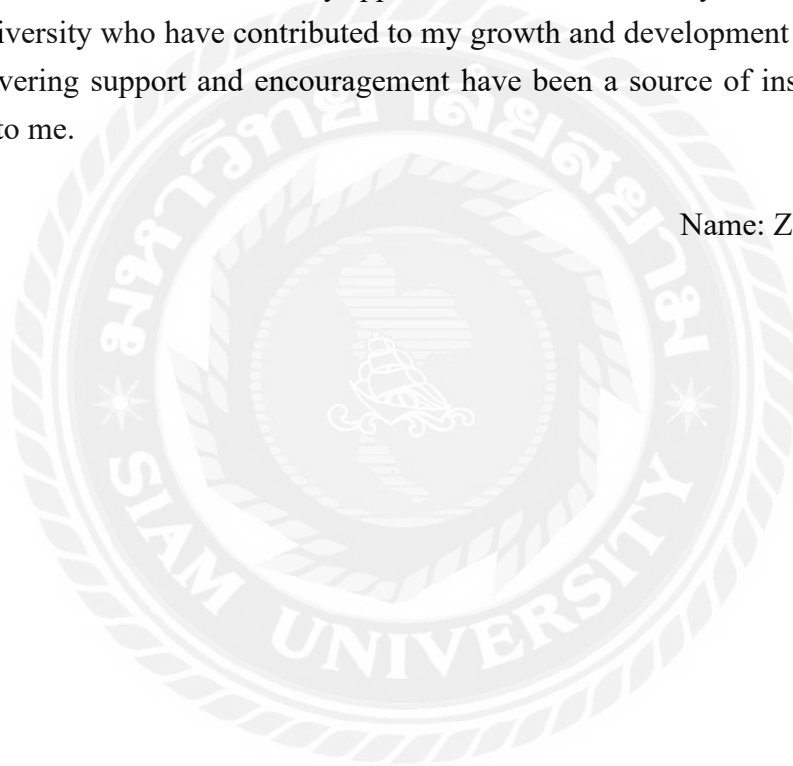 iversity who have contributed to my growth and development
vering support and encouragement have been a source of ins
to me.
Name: Z
มหาวิทยาลัยสยาม
SIAM UNIVERSITY